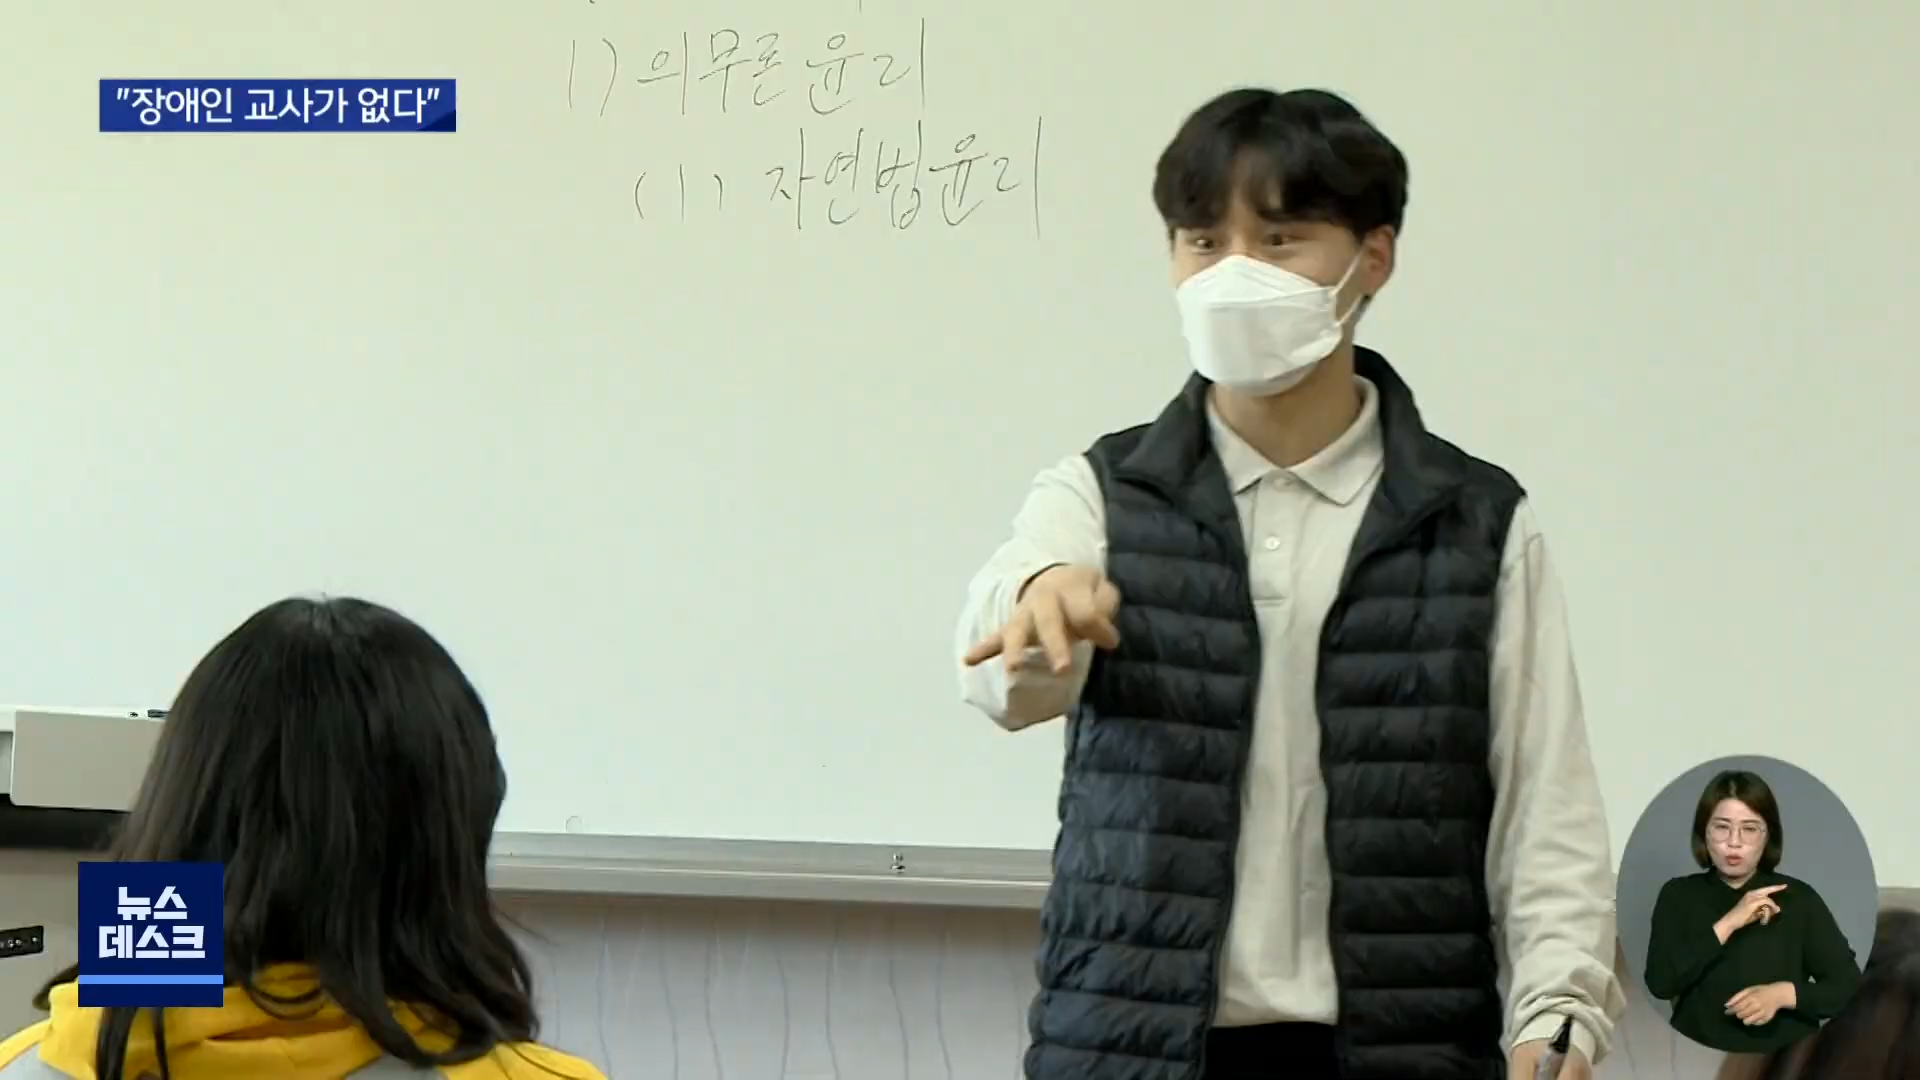 1) 의무론 윤리
"장애인 교사가 없다"
(1) 자연법윤리
뉴스
데스크